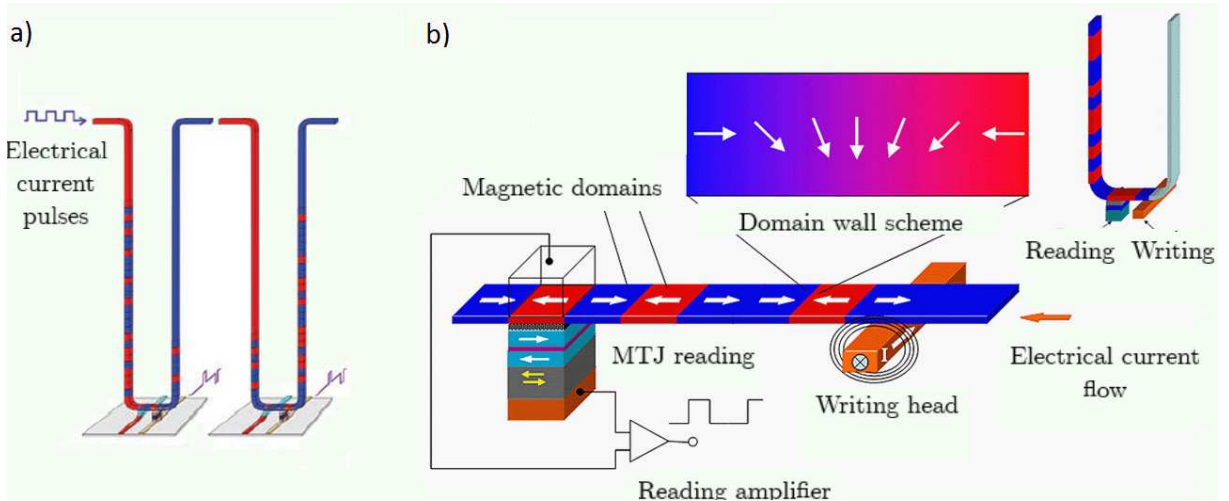 a)
Electrical
current
pulses
b)
Magnetic domains
Domain wall scheme
Reading Writing
MTJ reading
I
Writing head
Electrical current
flow
Reading amplifier